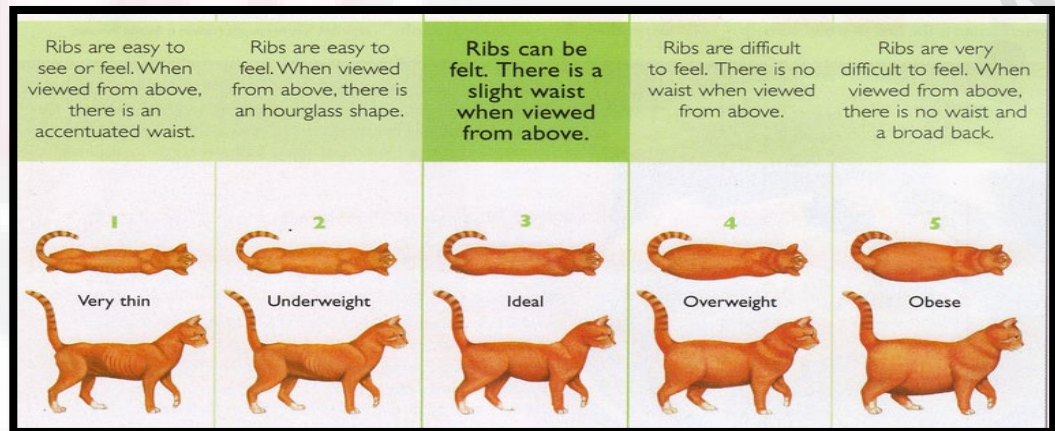 Ribs are easy to
see or feel. When
viewed from above,
there is an
accentuated waist.
Ribs are easy to
feel. When viewed
from above, there is
an hourglass shape.
Ribs can be
felt. There is a
slight waist
when viewed
from above.
Ribs are difficult
to feel. There is no
waist when viewed
from above.
Ribs are very
difficult to feel. When
viewed from above,
there is no waist and
a broad back.
1
2
3
4
5
Very thin
Underweight
Ideal
Overweight
Obese